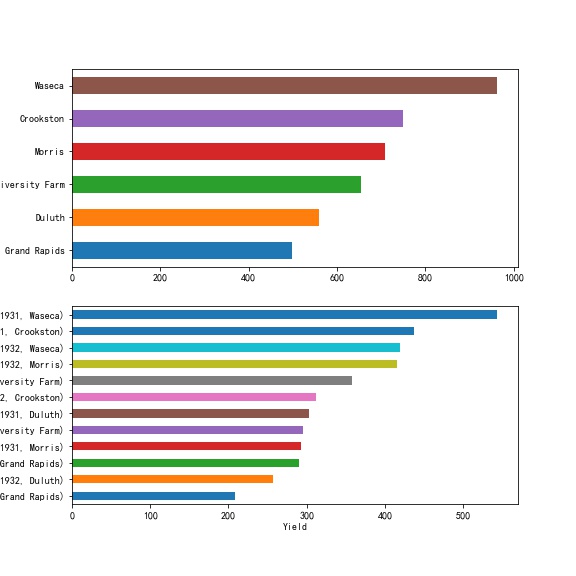 Waseca
Crookston
Morris
iversity Farm
Duluth
Grand Rapids
0 200 400 600 800 1000
1931, Waseca)
1, Crookston)
1932, Waseca)
1932, Morris)
versity Farm)
2, Crookston)
1931, Duluth)
versity Farm)
1931, Morris)
Grand Rapids)
1932, Duluth)
Grand Rapids)
0 100 200 300 400 500
Yield